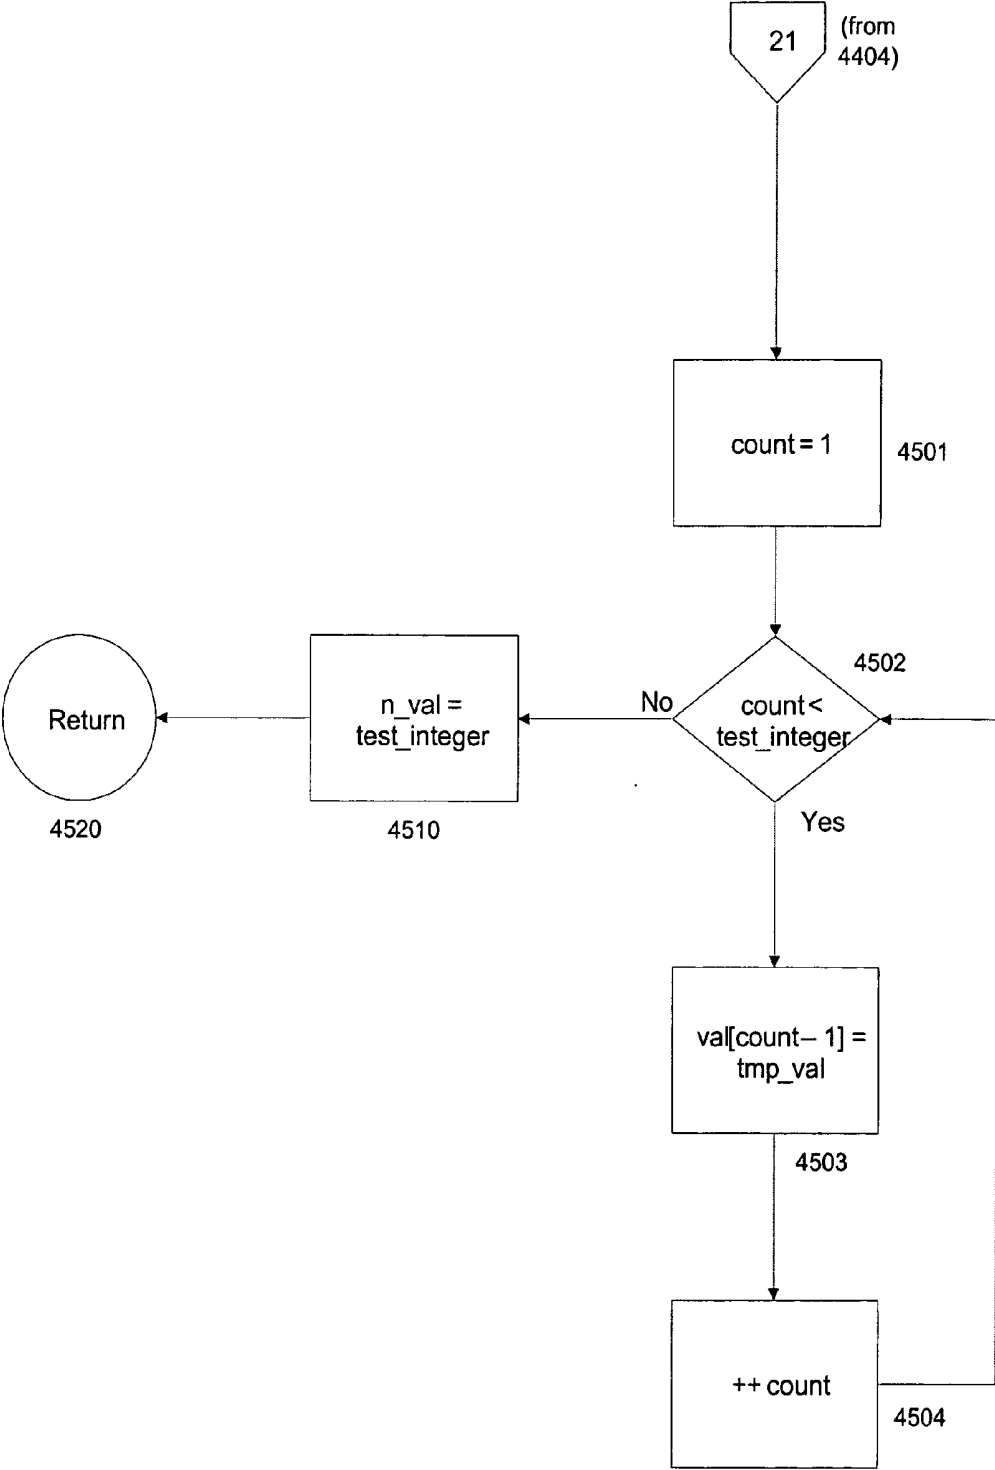 21
(from
4404)
count = 1
4501
4502
count <
test_integer
No
Yes
n_val =
test_integer
4510
Return
4520
val[count– 1] =
tmp_val
4503
++ count
4504